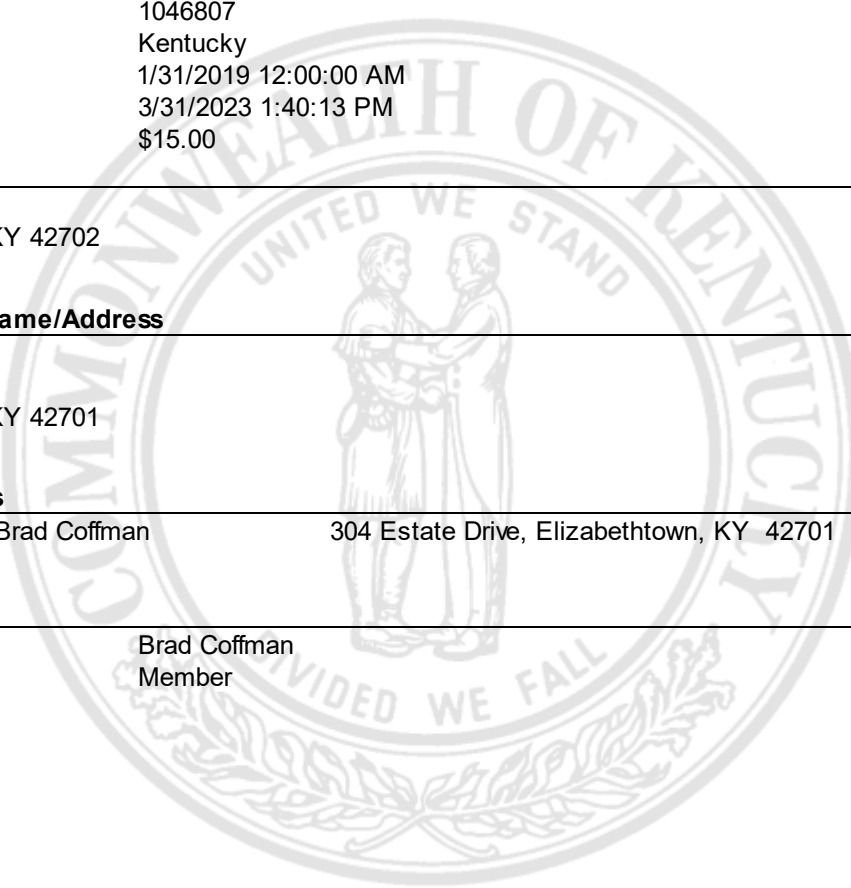 1046807
Kentucky
1/31/2019 12:00:00 AM
3/31/2023 1:40:13 PM
$15.00
KY 42702
ame/Address
KY 42701
s
Brad Coffman 304 Estate Drive, Elizabethtown, KY 42701
Brad Coffman
Member
COMMONWEALTH OF KENTUCKY
UNITED WE STAND
DIVIDED WE FALL